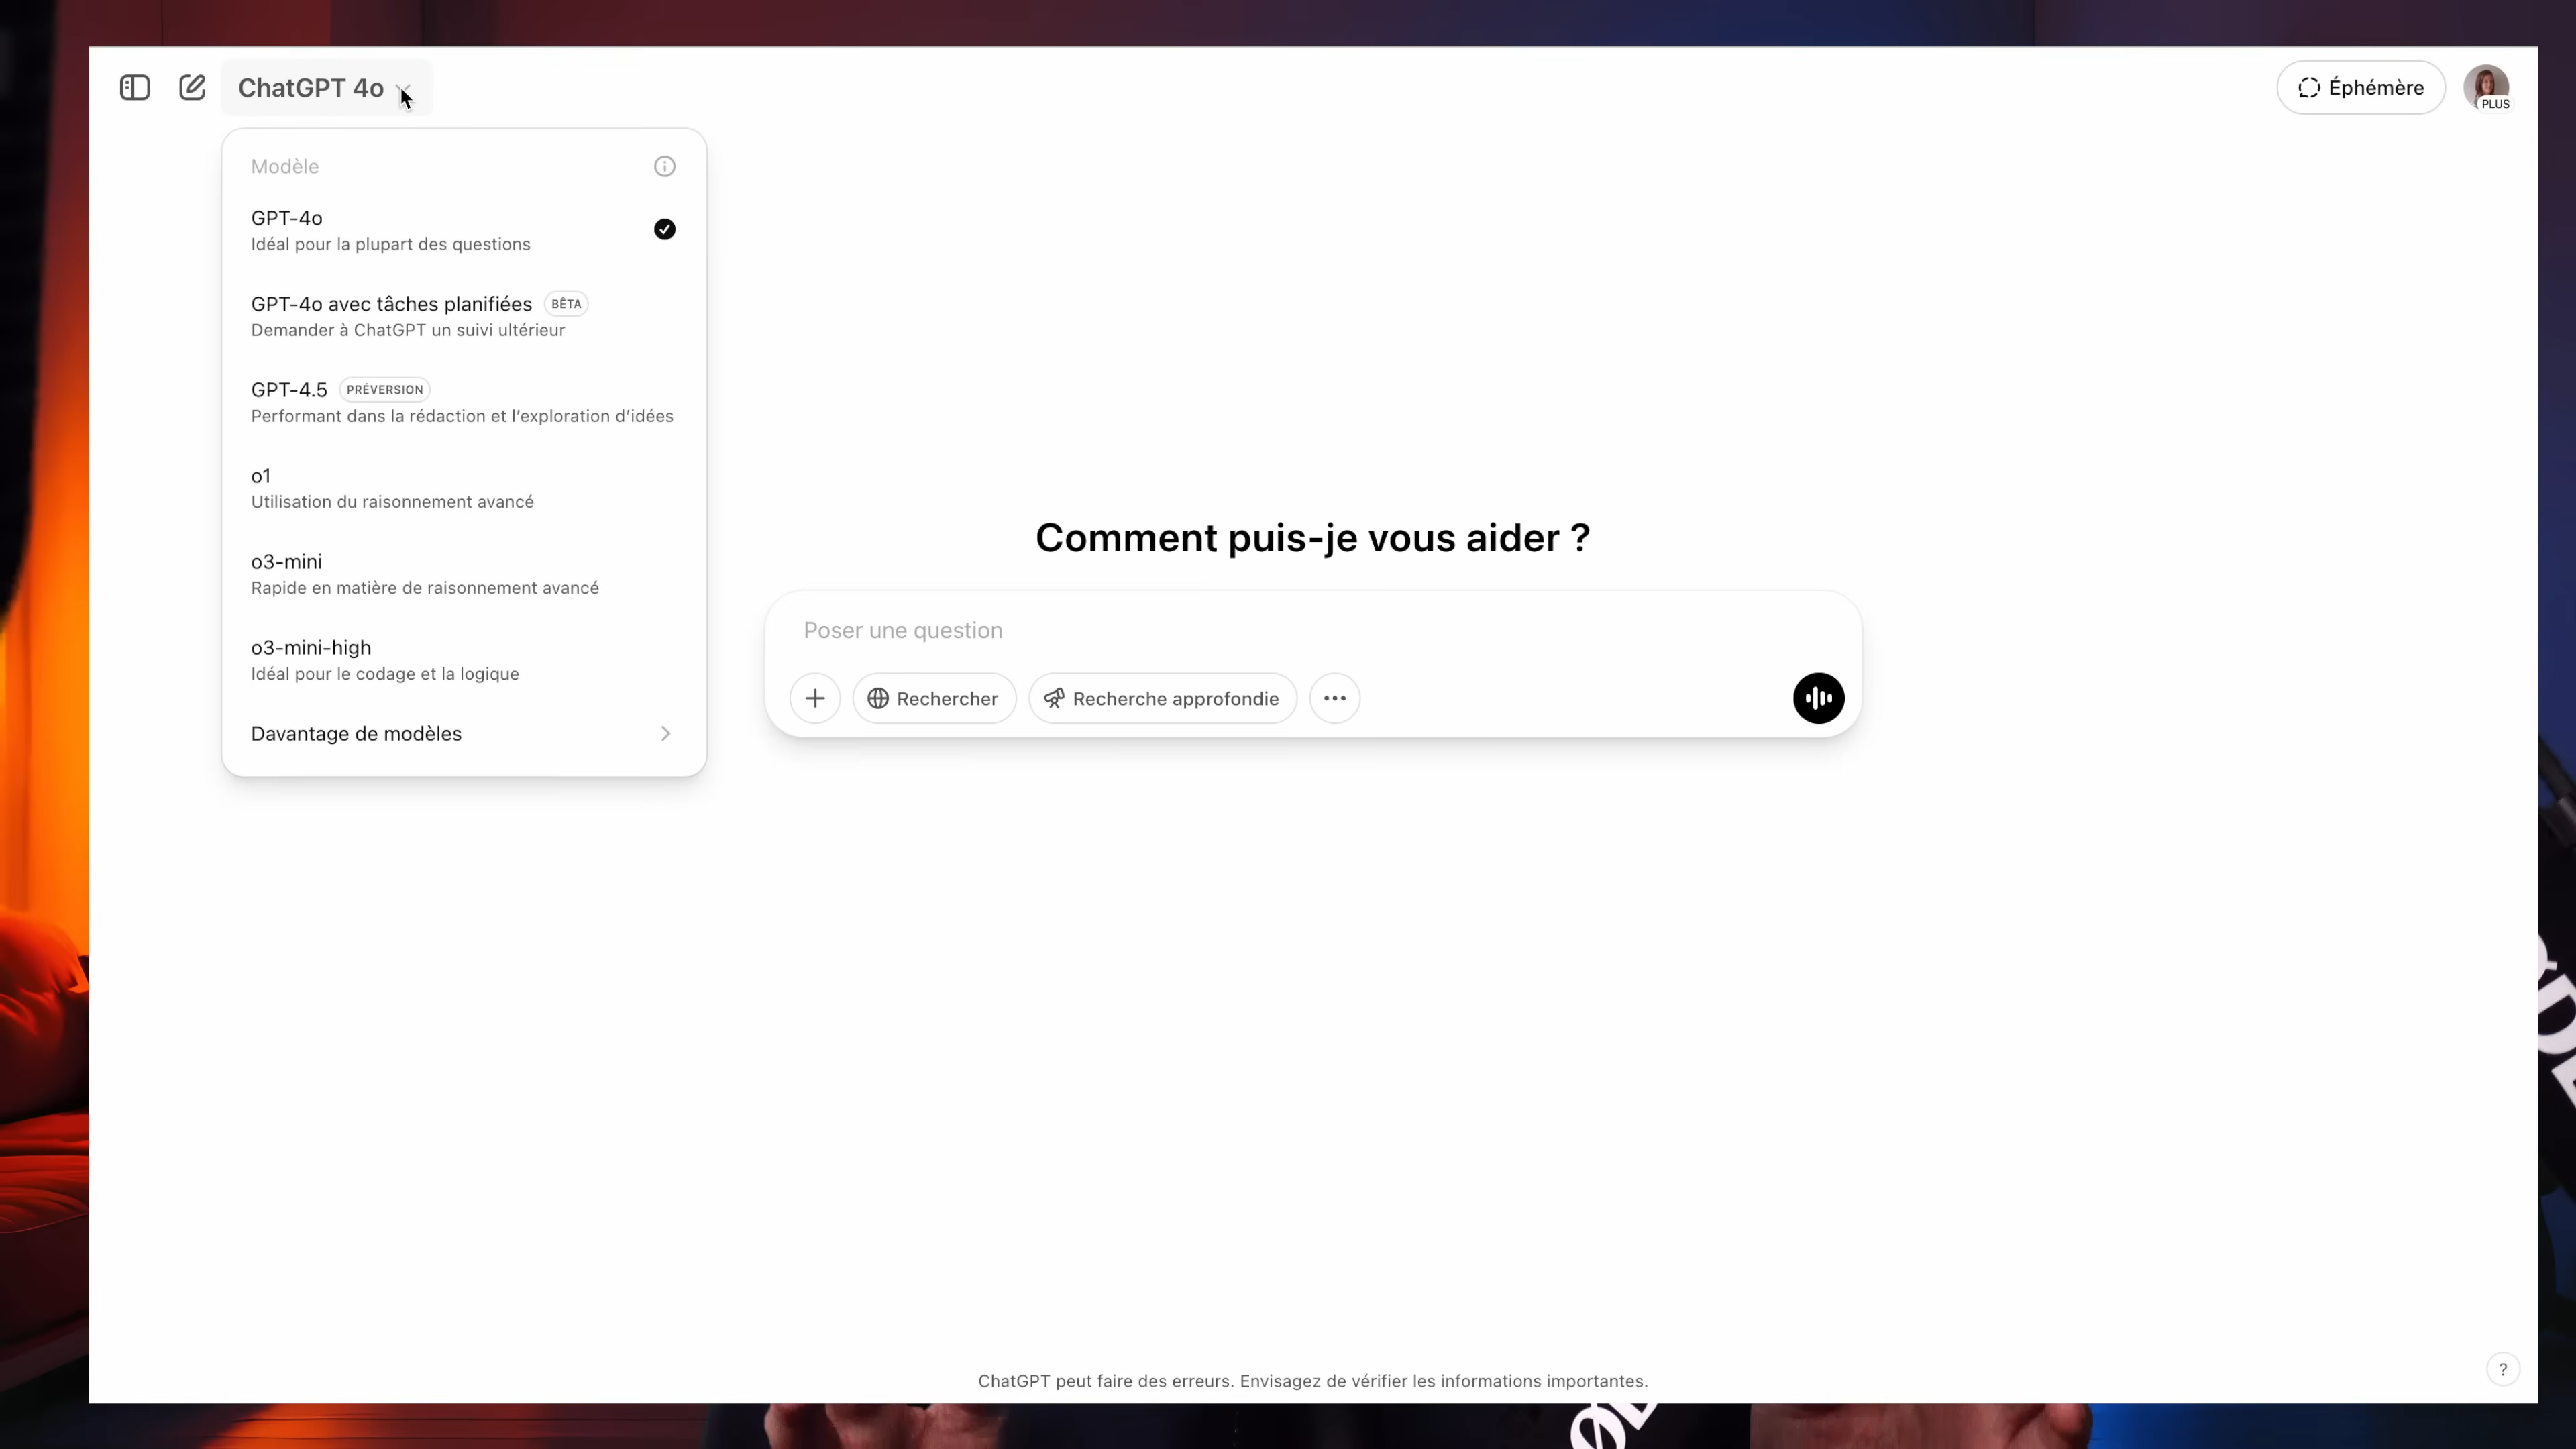 ChatGPT 4o
Éphémère
PLUS
Modèle
GPT-4o
Idéal pour la plupart des questions
GPT-4o avec tâches planifiées BÊTA
Demander à ChatGPT un suivi ultérieur
GPT-4.5 PRÉVERSION
Performant dans la rédaction et l’exploration d’idées
o1
Utilisation du raisonnement avancé
o3-mini
Rapide en matière de raisonnement avancé
o3-mini-high
Idéal pour le codage et la logique
Davantage de modèles
Comment puis-je vous aider ?
Poser une question
Rechercher
Recherche approfondie
ChatGPT peut faire des erreurs. Envisagez de vérifier les informations importantes.
?